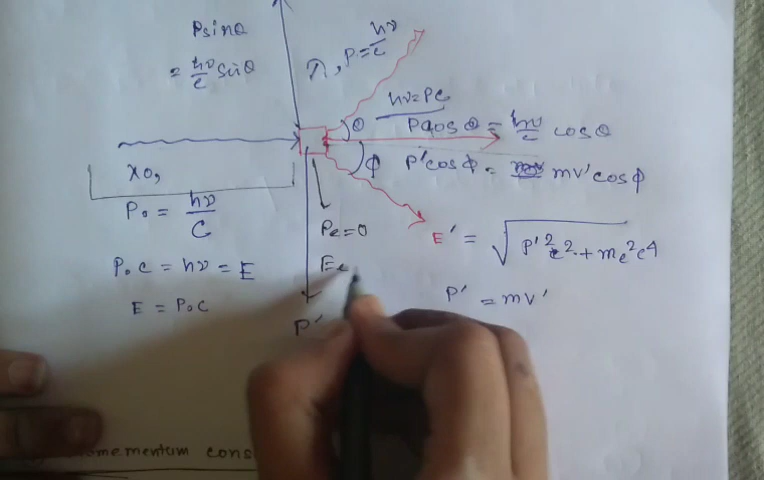 Psinθ
= hν/c sinθ
λ, P = hν/c
hν = Pc
θ
Pcosθ = hν/c cosθ
ϕ
P'cosϕ = mv'cosϕ
λ0,
P₀ = hν/C
P₀c = hν = E
E = P₀c
Pe=0
Ee
E' = √P'²c² + me²c⁴
P' = mv'
P'
momentum cons